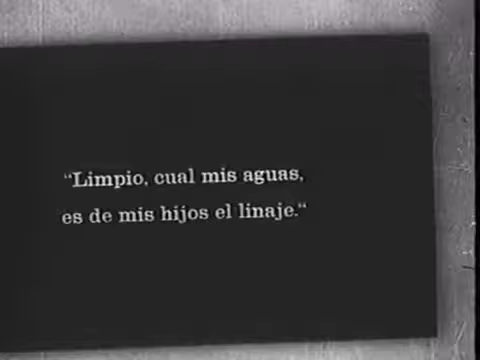 “Limpio, cual mis aguas,
es de mis hijos el linaje.“